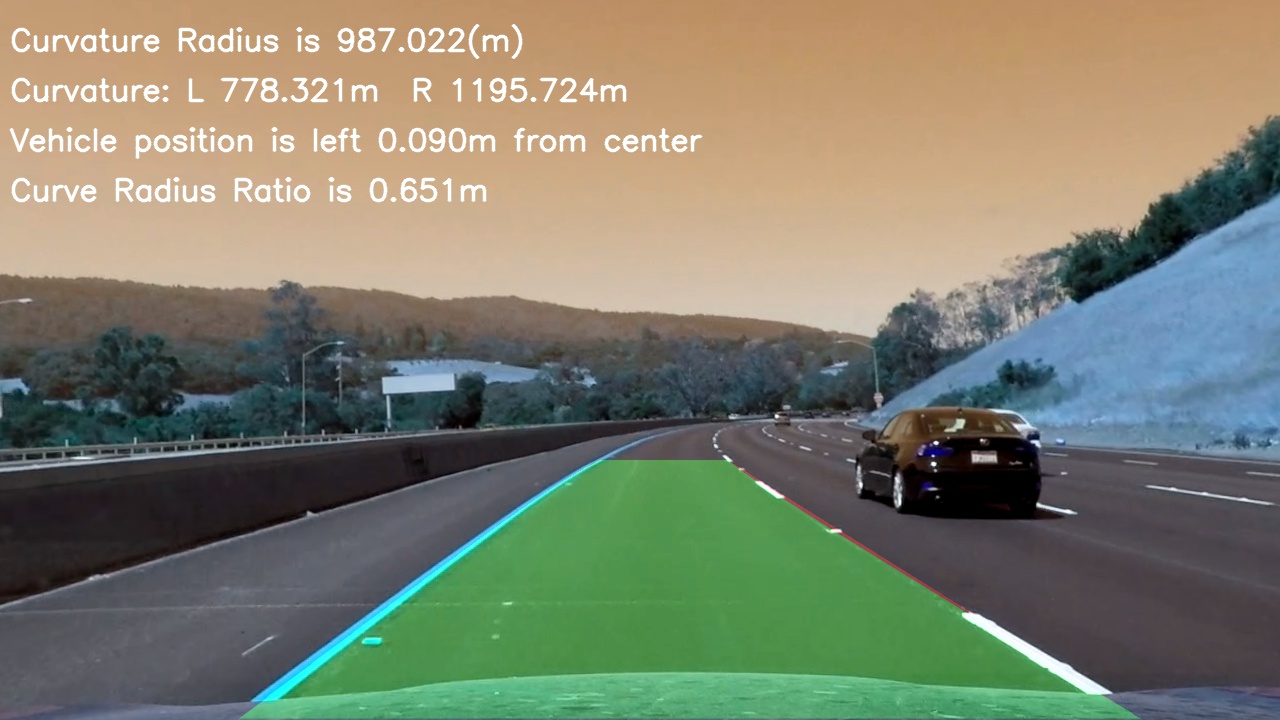 Curvature Radius is 987.022(m)
Curvature: L 778.321m R 1195.724m
Vehicle position is left 0.090m from center
Curve Radius Ratio is 0.651m